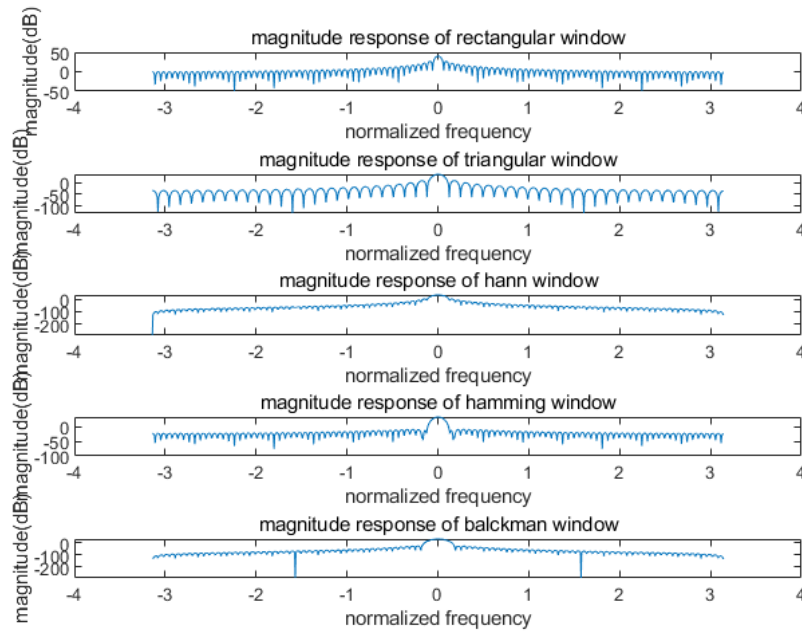 magnitude response of rectangular window
magnitude(dB)
50
0
-50
-4 -3 -2 -1 0 1 2 3 4
normalized frequency
magnitude response of triangular window
magnitude(dB)
0
-50
-100
-4 -3 -2 -1 0 1 2 3 4
normalized frequency
magnitude response of hann window
magnitude(dB)
0
-100
-200
-4 -3 -2 -1 0 1 2 3 4
normalized frequency
magnitude response of hamming window
magnitude(dB)
0
-50
-100
-4 -3 -2 -1 0 1 2 3 4
normalized frequency
magnitude response of balckman window
magnitude(dB)
0
-100
-200
-4 -3 -2 -1 0 1 2 3 4
normalized frequency